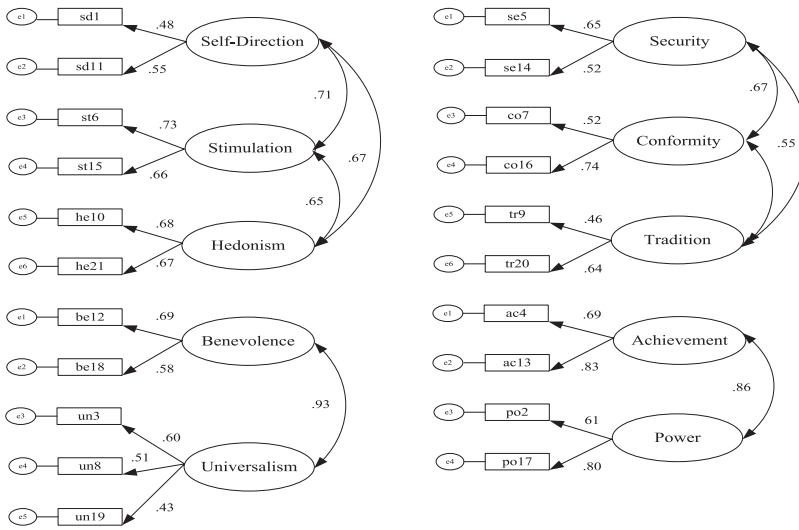 e1 sd1 .48 Self-Direction
e2 sd11 .55
.71
e3 st6 .73 Stimulation
e4 st15 .66
.67
.65
e5 he10 .68 Hedonism
e6 he21 .67
e1 be12 .69 Benevolence
e2 be18 .58
.93
e3 un3 .60
e4 un8 .51 Universalism
e5 un19 .43
e1 se5 .65 Security
e2 se14 .52
.67
e3 co7 .52 Conformity
.55
e4 co16 .74
e5 tr9 .46 Tradition
e6 tr20 .64
e1 ac4 .69 Achievement
e2 ac13 .83
.86
e3 po2 61 Power
e4 po17 .80